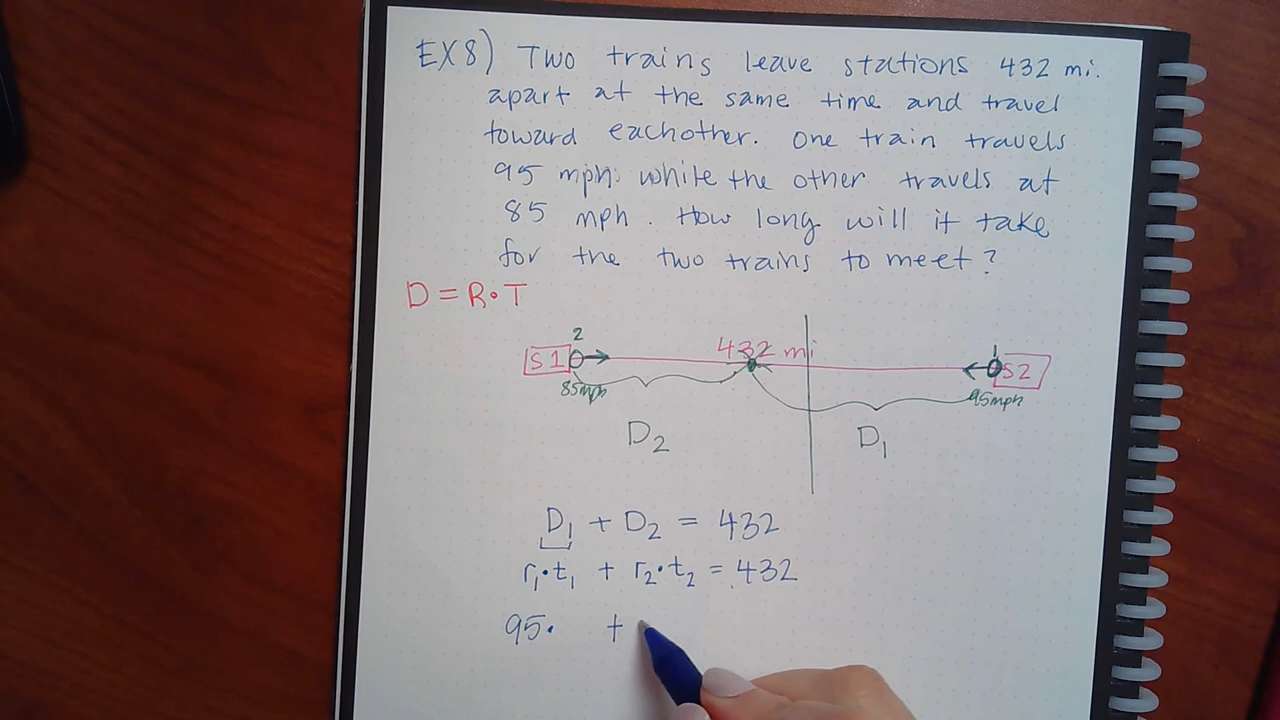 EX8) Two trains leave stations 432 mi.
apart at the same time and travel
toward eachother. One train travels
95 mph. while the other travels at
85 mph. How long will it take
for the two trains to meet?
D = R•T
2
S1 432 mi 1 S2
85mph 95mph
D2 D1
D1 + D2 = 432
r1•t1 + r2•t2 = 432
95• +